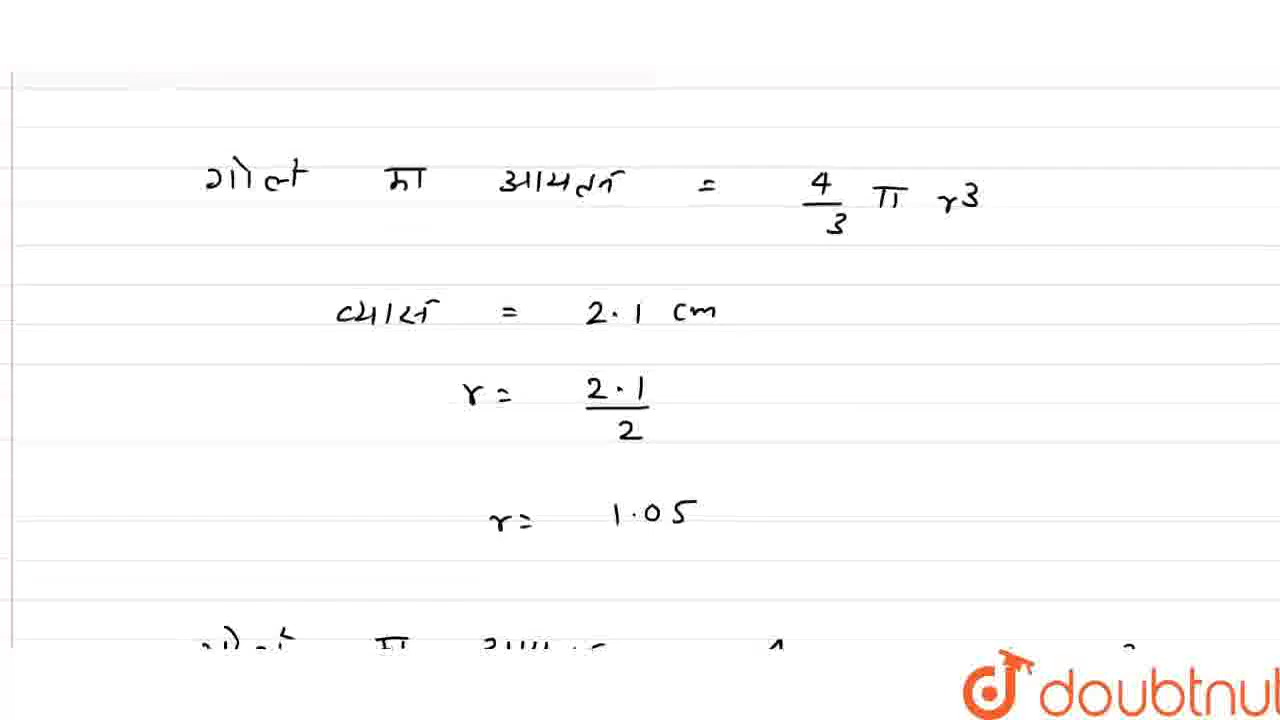 गोले का आयतन = 4/3 π r3
व्यास = 2.1 cm
r = 2.1/2
r = 1.05
doubtnut